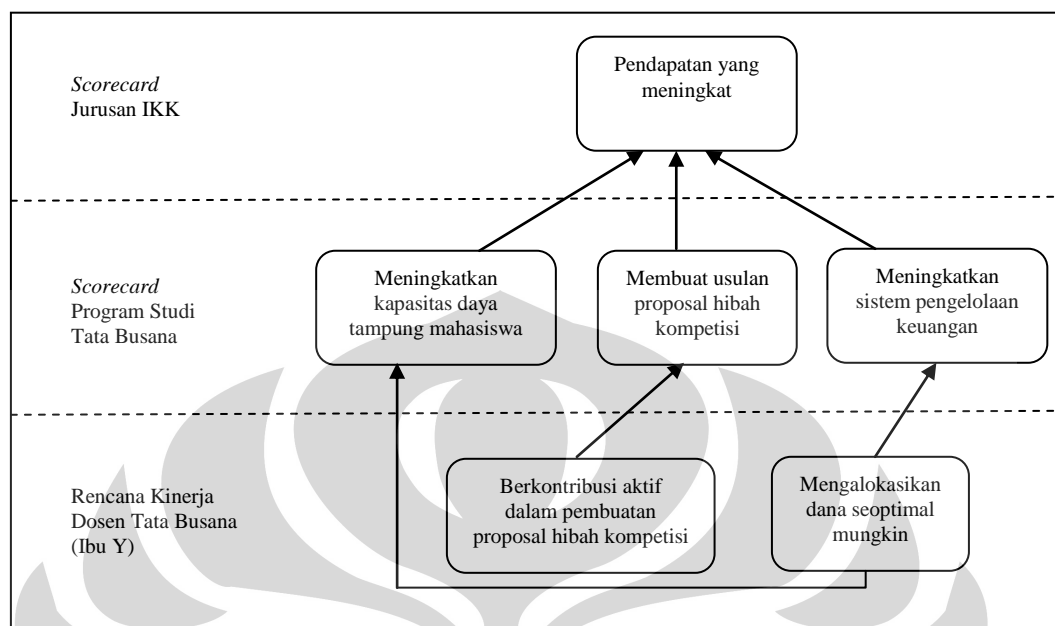 Scorecard
Jurusan IKK
Pendapatan yang
meningkat
Scorecard
Program Studi
Tata Busana
Meningkatkan
kapasitas daya
tampung mahasiswa
Membuat usulan
proposal hibah
kompetisi
Meningkatkan
sistem pengelolaan
keuangan
Rencana Kinerja
Dosen Tata Busana
(Ibu Y)
Berkontribusi aktif
dalam pembuatan
proposal hibah kompetisi
Mengalokasikan
dana seoptimal
mungkin